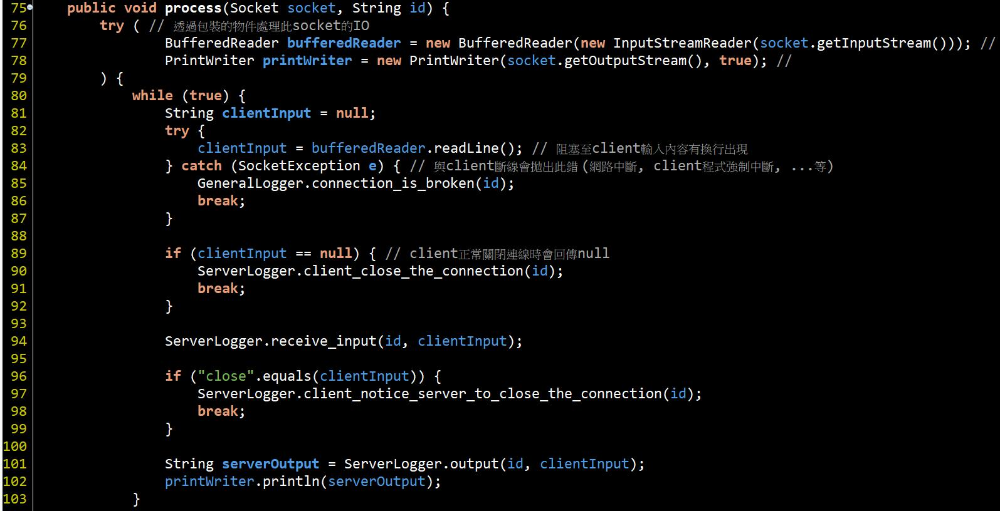 75 public void process(Socket socket, String id) {
76 try ( // 透過包裝的物件處理此socket的IO
77 BufferedReader bufferedReader = new BufferedReader(new InputStreamReader(socket.getInputStream())); //
78 PrintWriter printWriter = new PrintWriter(socket.getOutputStream(), true); //
79 ) {
80 while (true) {
81 String clientInput = null;
82 try {
83 clientInput = bufferedReader.readLine(); // 阻塞至client輸入內容有換行出現
84 } catch (SocketException e) { // 與client斷線會拋出此錯(網路中斷, client程式強制中斷, ...等)
85 GeneralLogger.connection_is_broken(id);
86 break;
87 }
88
89 if (clientInput == null) { // client正常關閉連線時會回傳null
90 ServerLogger.client_close_the_connection(id);
91 break;
92 }
93
94 ServerLogger.receive_input(id, clientInput);
95
96 if ("close".equals(clientInput)) {
97 ServerLogger.client_notice_server_to_close_the_connection(id);
98 break;
99 }
100
101 String serverOutput = ServerLogger.output(id, clientInput);
102 printWriter.println(serverOutput);
103 }